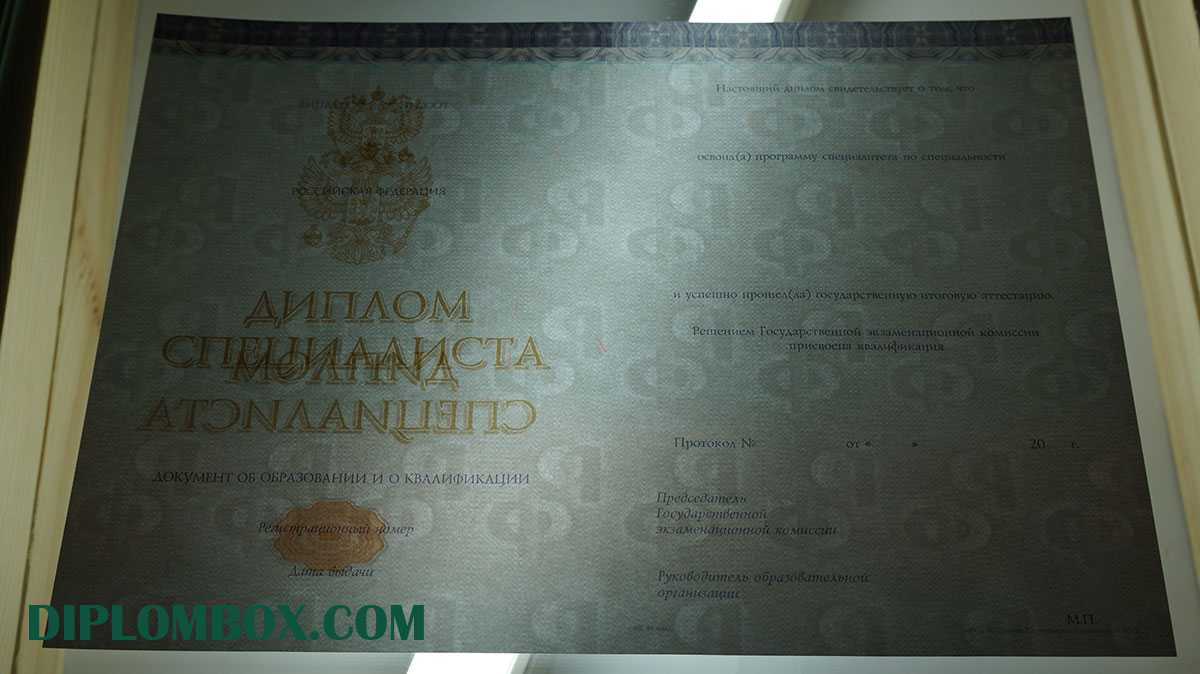 РОССИЙСКАЯ ФЕДЕРАЦИЯ
ДИПЛОМ
СПЕЦИАЛИСТА
ДИПЛОМ
СПЕЦИАЛИСТА
ДОКУМЕНТ ОБ ОБРАЗОВАНИИ И О КВАЛИФИКАЦИИ
Регистрационный номер
Дата выдачи
Настоящий диплом свидетельствует о том, что
освоил(а) программу специалитета по специальности
и успешно прошел(ла) государственную итоговую аттестацию.
Решением Государственной экзаменационной комиссии
присвоена квалификация
Протокол № от « » 20 г.
Председатель
Государственной
экзаменационной комиссии
Руководитель образовательной
организации
М.П.
DIPLOMBOX.COM